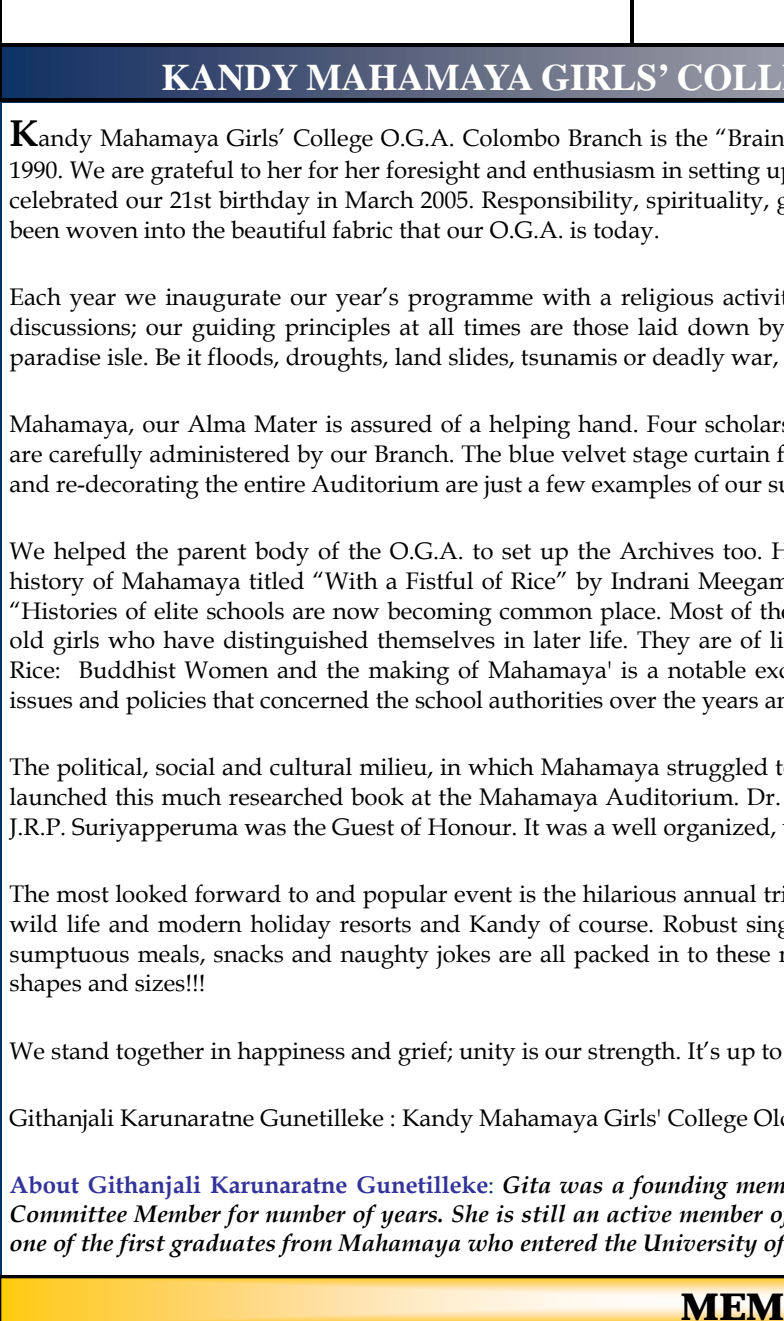 KANDY MAHAMAYA GIRLS’ COLL
Kandy Mahamaya Girls’ College O.G.A. Colombo Branch is the “Brain
1990. We are grateful to her for her foresight and enthusiasm in setting up
celebrated our 21st birthday in March 2005. Responsibility, spirituality, g
been woven into the beautiful fabric that our O.G.A. is today.
Each year we inaugurate our year’s programme with a religious activit
discussions; our guiding principles at all times are those laid down by
paradise isle. Be it floods, droughts, land slides, tsunamis or deadly war,
Mahamaya, our Alma Mater is assured of a helping hand. Four scholars
are carefully administered by our Branch. The blue velvet stage curtain f
and re-decorating the entire Auditorium are just a few examples of our su
We helped the parent body of the O.G.A. to set up the Archives too. H
history of Mahamaya titled “With a Fistful of Rice” by Indrani Meegam
“Histories of elite schools are now becoming common place. Most of the
old girls who have distinguished themselves in later life. They are of li
Rice: Buddhist Women and the making of Mahamaya' is a notable exc
issues and policies that concerned the school authorities over the years an
The political, social and cultural milieu, in which Mahamaya struggled to
launched this much researched book at the Mahamaya Auditorium. Dr.
J.R.P. Suriyapperuma was the Guest of Honour. It was a well organized,
The most looked forward to and popular event is the hilarious annual tri
wild life and modern holiday resorts and Kandy of course. Robust sing
sumptuous meals, snacks and naughty jokes are all packed in to these
shapes and sizes!!!
We stand together in happiness and grief; unity is our strength. It’s up to
Githanjali Karunaratne Gunetilleke : Kandy Mahamaya Girls' College Old
About Githanjali Karunaratne Gunetilleke: Gita was a founding mem
Committee Member for number of years. She is still an active member of
one of the first graduates from Mahamaya who entered the University of
MEM